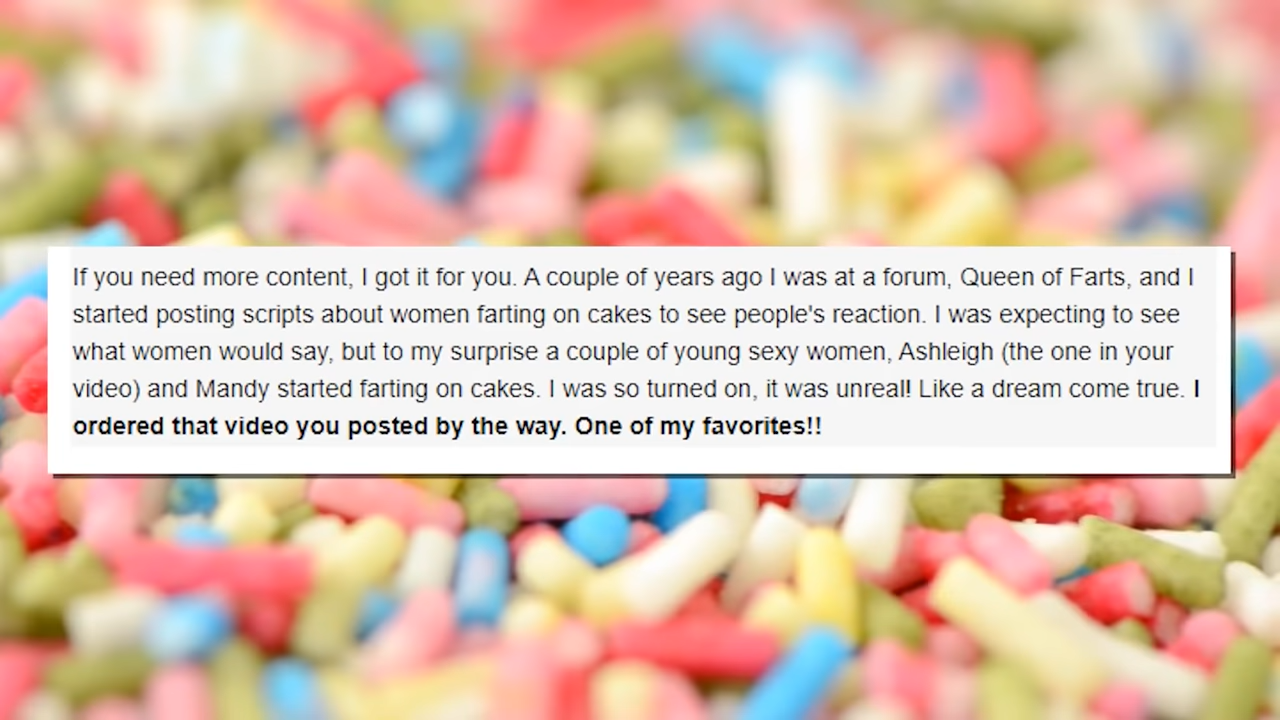 If you need more content, I got it for you. A couple of years ago I was at a forum, Queen of Farts, and I
started posting scripts about women farting on cakes to see people's reaction. I was expecting to see
what women would say, but to my surprise a couple of young sexy women, Ashleigh (the one in your
video) and Mandy started farting on cakes. I was so turned on, it was unreal! Like a dream come true. I
ordered that video you posted by the way. One of my favorites!!